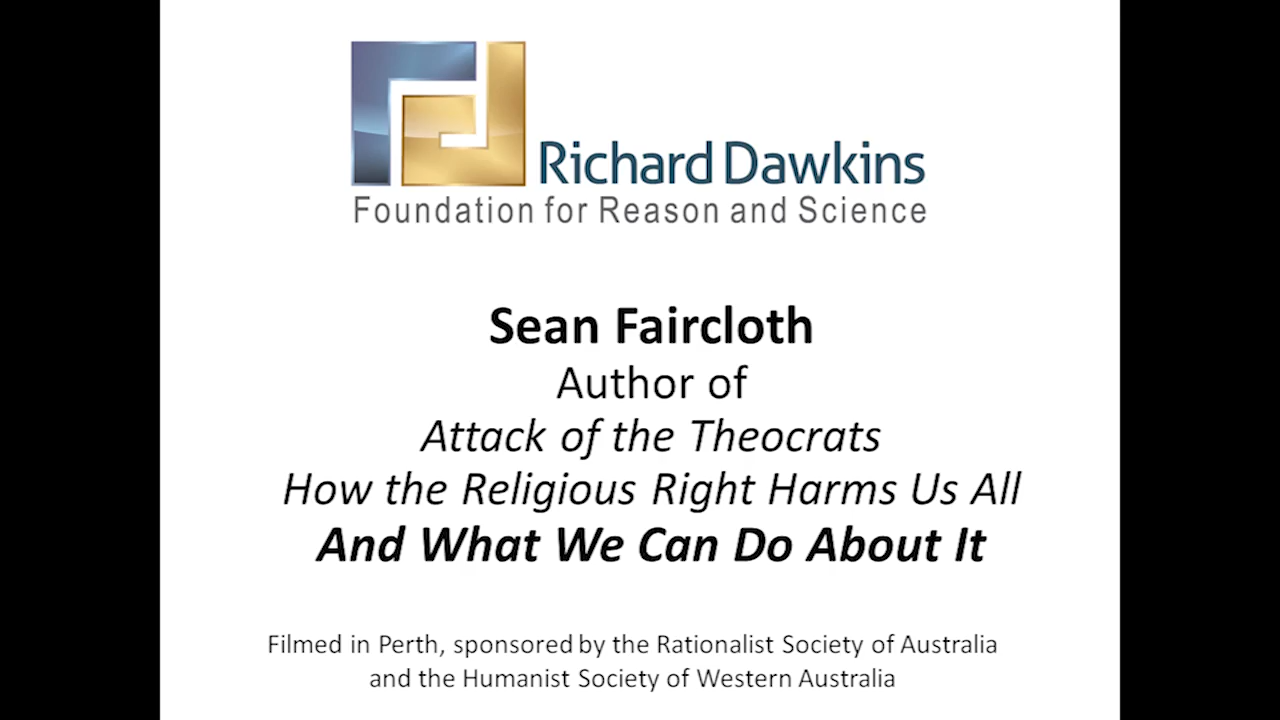 Richard Dawkins
Foundation for Reason and Science
Sean Faircloth
Author of
Attack of the Theocrats
How the Religious Right Harms Us All
And What We Can Do About It
Filmed in Perth, sponsored by the Rationalist Society of Australia
and the Humanist Society of Western Australia